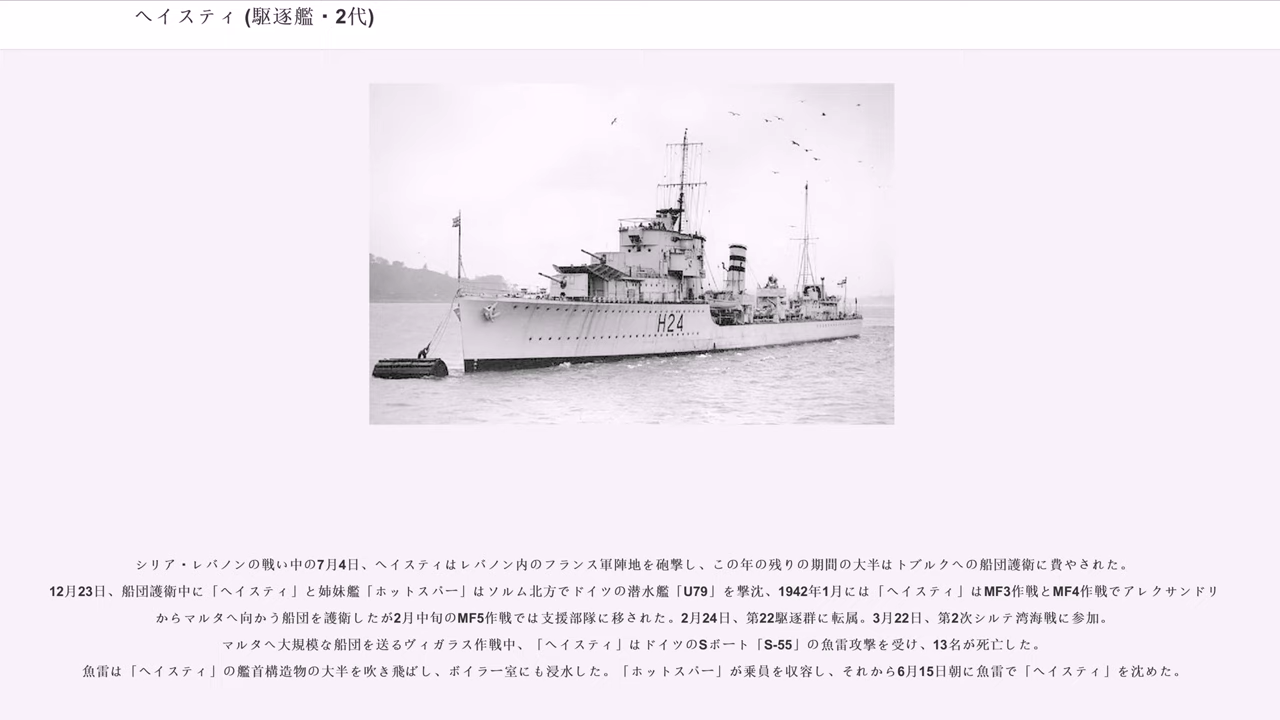 ヘイスティ (駆逐艦・2代)
H24
シリア・レバノンの戦い中の7月4日、ヘイスティはレバノン内のフランス軍陣地を砲撃し、この年の残りの期間の大半はトブルクへの船団護衛に費やされた。
12月23日、船団護衛中に「ヘイスティ」と姉妹艦「ホットスパー」はソルム北方でドイツの潜水艦「U79」を撃沈、1942年1月には「ヘイスティ」はMF3作戦とMF4作戦でアレクサンドリ
からマルタへ向かう船団を護衛したが2月中旬のMF5作戦では支援部隊に移された。2月24日、第22駆逐群に転属。3月22日、第2次シルテ湾海戦に参加。
マルタへ大規模な船団を送るヴィガラス作戦中、「ヘイスティ」はドイツのSボート「S-55」の魚雷攻撃を受け、13名が死亡した。
魚雷は「ヘイスティ」の艦首構造物の大半を吹き飛ばし、ボイラー室にも浸水した。「ホットスパー」が乗員を収容し、それから6月15日朝に魚雷で「ヘイスティ」を沈めた。